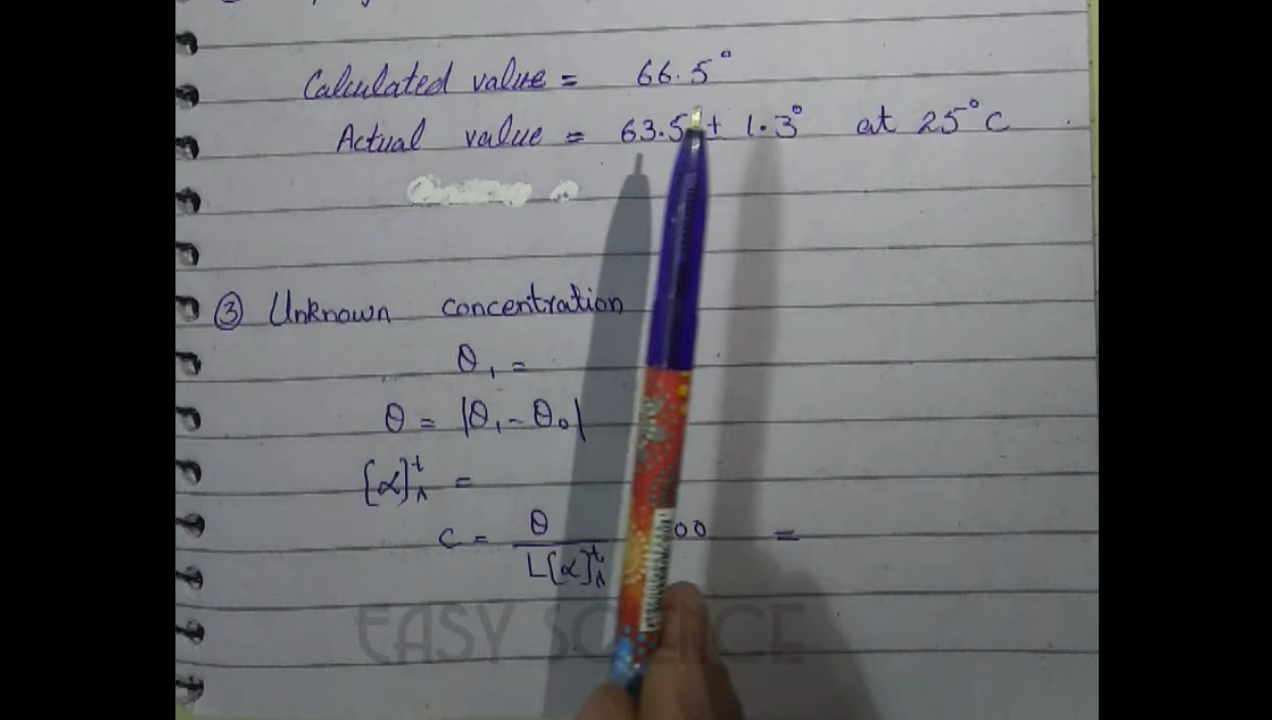 Calculated value = 66.5°
Actual value = 63.5 + 1.3° at 25°C
③ Unknown concentration
θ₁ =
θ = |θ₁ - θ₀|
[α]ᵗλ =
C = θ / L[α]ᵗλ 00 =
EASY SCIENCE